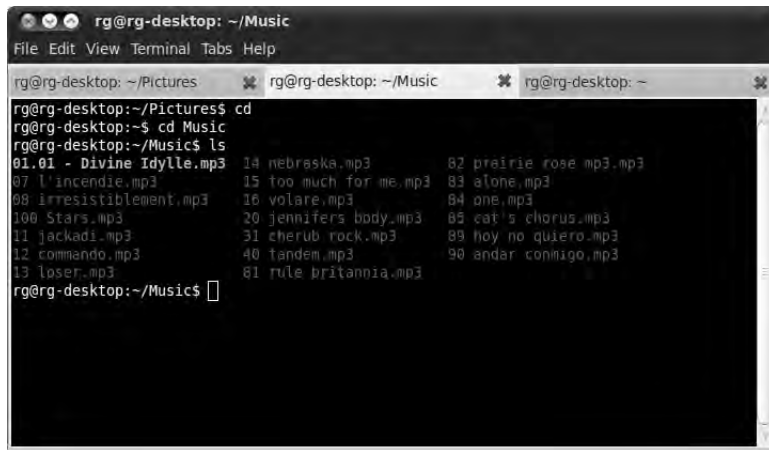 rg@rg-desktop: ~/Music
File Edit View Terminal Tabs Help
rg@rg-desktop: ~/Pictures rg@rg-desktop: ~/Music rg@rg-desktop: ~
rg@rg-desktop:~/Pictures$ cd
rg@rg-desktop:~$ cd Music
rg@rg-desktop:~/Music$ ls
01.01 - Divine Idylle.mp3 14 nebraska.mp3 82 prairie rose mp3.mp3
07 l'incendie.mp3 15 too much for me.mp3 83 alone.mp3
08 irresistiblement.mp3 16 volare.mp3 84 one.mp3
100 Stars.mp3 20 jennifers body.mp3 85 cat's chorus.mp3
11 jackadi.mp3 31 cherub rock.mp3 89 hoy no quiero.mp3
12 commando.mp3 40 tandem.mp3 90 andar conmigo.mp3
13 loser.mp3 81 rule britannia.mp3
rg@rg-desktop:~/Music$